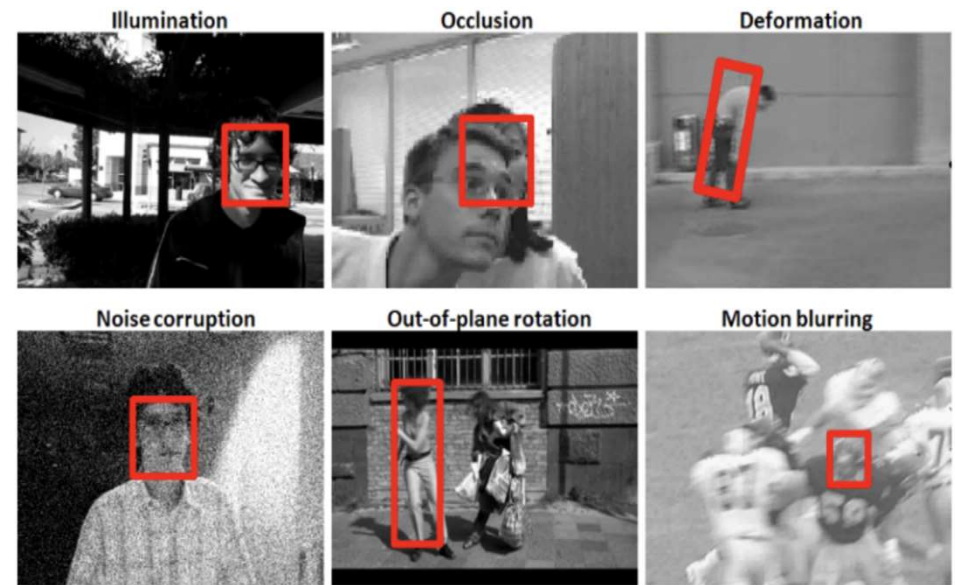 Illumination
Occlusion
Deformation
Noise corruption
Out-of-plane rotation
Motion blurring